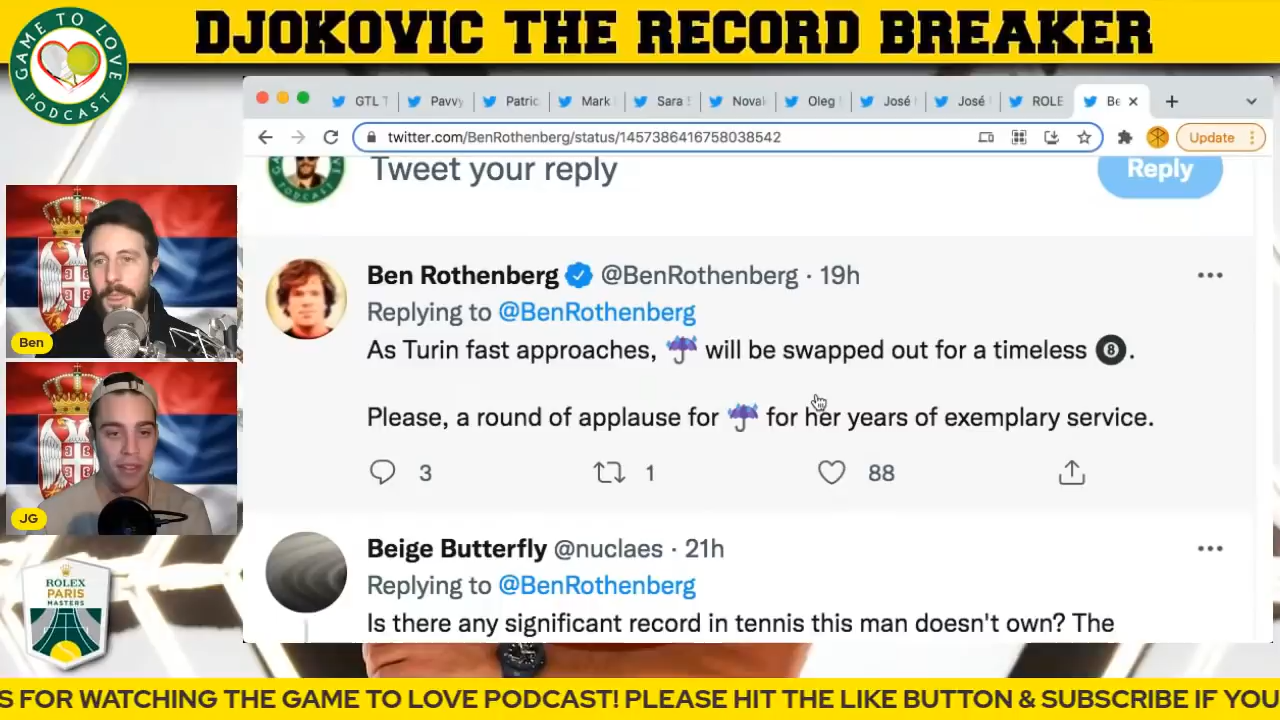 DJOKOVIC THE RECORD BREAKER
GAME TO LOVE
PODCAST
GTL T
Pavvy
Patric
Mark
Sara S
Novak
Oleg
José
José
ROLE
Be
twitter.com/BenRothenberg/status/1457386416758038542
Update
Tweet your reply
Reply
Ben Rothenberg @BenRothenberg · 19h
Replying to @BenRothenberg
As Turin fast approaches, ☔ will be swapped out for a timeless 🎱.
Please, a round of applause for ☔ for her years of exemplary service.
3
1
88
Beige Butterfly @nuclaes · 21h
Replying to @BenRothenberg
Is there any significant record in tennis this man doesn't own? The
Ben
JG
ROLEX
PARIS
MASTERS
S FOR WATCHING THE GAME TO LOVE PODCAST! PLEASE HIT THE LIKE BUTTON & SUBSCRIBE IF YOU